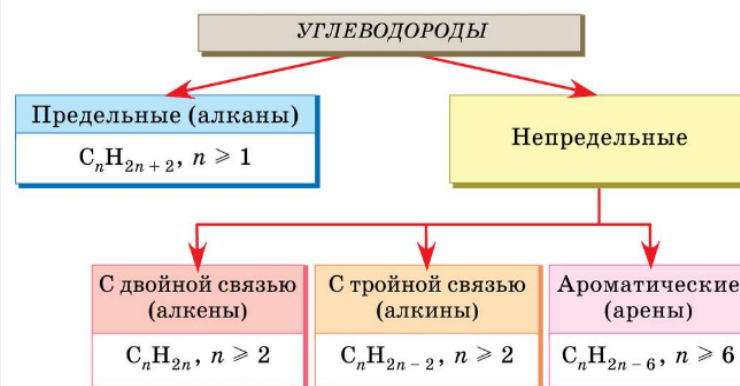 УГЛЕВОДОРОДЫ
Предельные (алканы)
CₙH₂ₙ₊₂, n ⩾ 1
Непредельные
С двойной связью
(алкены)
CₙH₂ₙ, n ⩾ 2
С тройной связью
(алкины)
CₙH₂ₙ₋₂, n ⩾ 2
Ароматические
(арены)
CₙH₂ₙ₋₆, n ⩾ 6